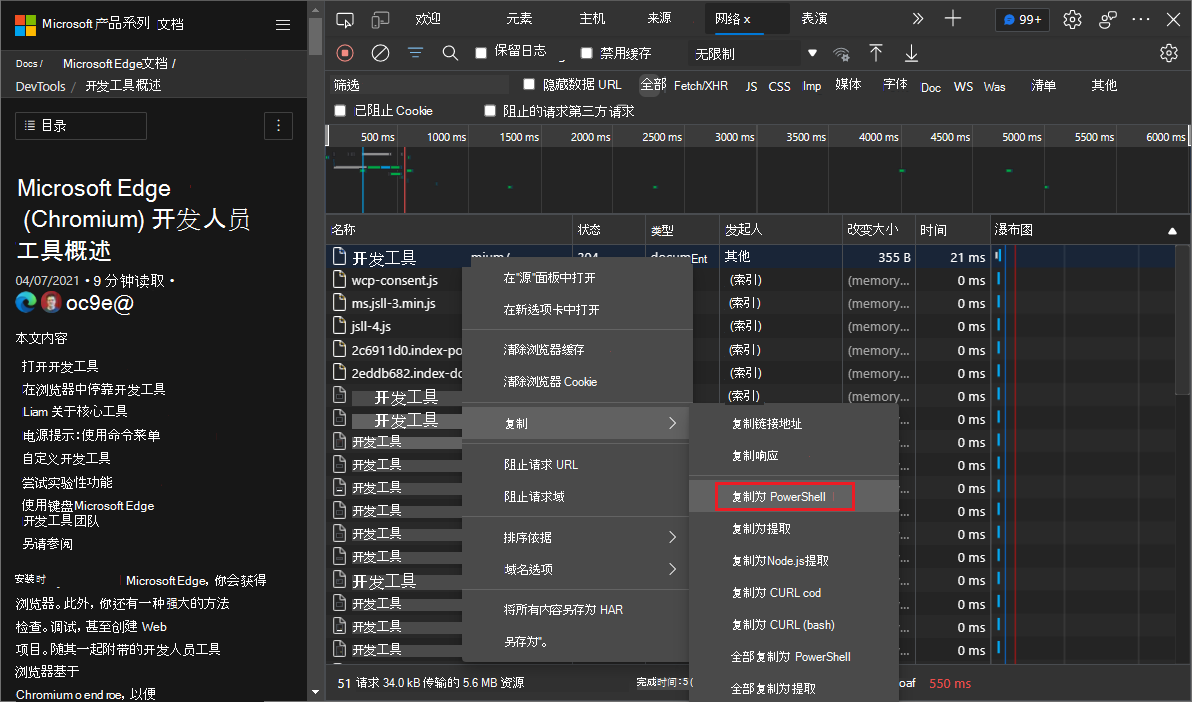 Microsoft 产品系列 文档
Docs /
MicrosoftEdge文档 /
DevTools / 开发工具概述
目录
Microsoft Edge
(Chromium) 开发人员
工具概述
04/07/2021 • 9 分钟读取 •
oc9e@
本文内容
打开开发工具
在浏览器中停靠开发工具
Liam 关于核心工具
电源提示:使用命令菜单
自定义开发工具
尝试实验性功能
使用键盘Microsoft Edge
开发工具团队
另请参阅
安装时
MicrosoftEdge, 你会获得
浏览器。此外, 你还有一种强大的方法
检查。调试, 甚至创建 Web
项目。随其一起附带的开发人员工具
浏览器基于
Chromium o end roe, 以便
欢迎 元素 主机 来源 网络 x 表演
99+
保留日志 禁用缓存 无限制
筛选 隐藏数据 URL 全部 Fetch/XHR JS CSS Imp 媒体 字体 Doc WS Was 清单 其他
已阻止 Cookie 阻止的请求第三方请求
500 ms 1000 ms 1500 ms 2000 ms 2500 ms 3000 ms 3500 ms 4000 ms 4500 ms 5000 ms 5500 ms 6000 ms
名称 状态 类型 发起人 改变大小 时间 瀑布图
开发工具 其他 355 B 21 ms
wcp-consent.js (索引) (memory... 0 ms
ms.jsll-3.min.js (索引) (memory... 0 ms
jsll-4.js (索引) (memory... 0 ms
2c6911d0.index-po (索引) (memory... 0 ms
2eddb682.index-do (索引) (memory... 0 ms
开发工具 (索引) (memory... 0 ms
开发工具 0 ms
开发工具 0 ms
开发工具 0 ms
开发工具 0 ms
开发工具 0 ms
开发工具 0 ms
开发工具 0 ms
开发工具 0 ms
开发工具 0 ms
开发工具 0 ms
开发工具 0 ms
在"源"面板中打开
在新选项卡中打开
清除浏览器缓存
清除浏览器 Cookie
复制
阻止请求 URL
阻止请求域
排序依据
域名选项
将所有内容另存为 HAR
另存为"。
复制链接地址
复制响应
复制为 PowerShell
复制为提取
复制为Node.js提取
复制为 CURL cod
复制为 CURL (bash)
全部复制为 PowerShell
全部复制为提取
51 请求 34.0 kB传输的 5.6 MB 资源 完成时间:5( oaf 550 ms